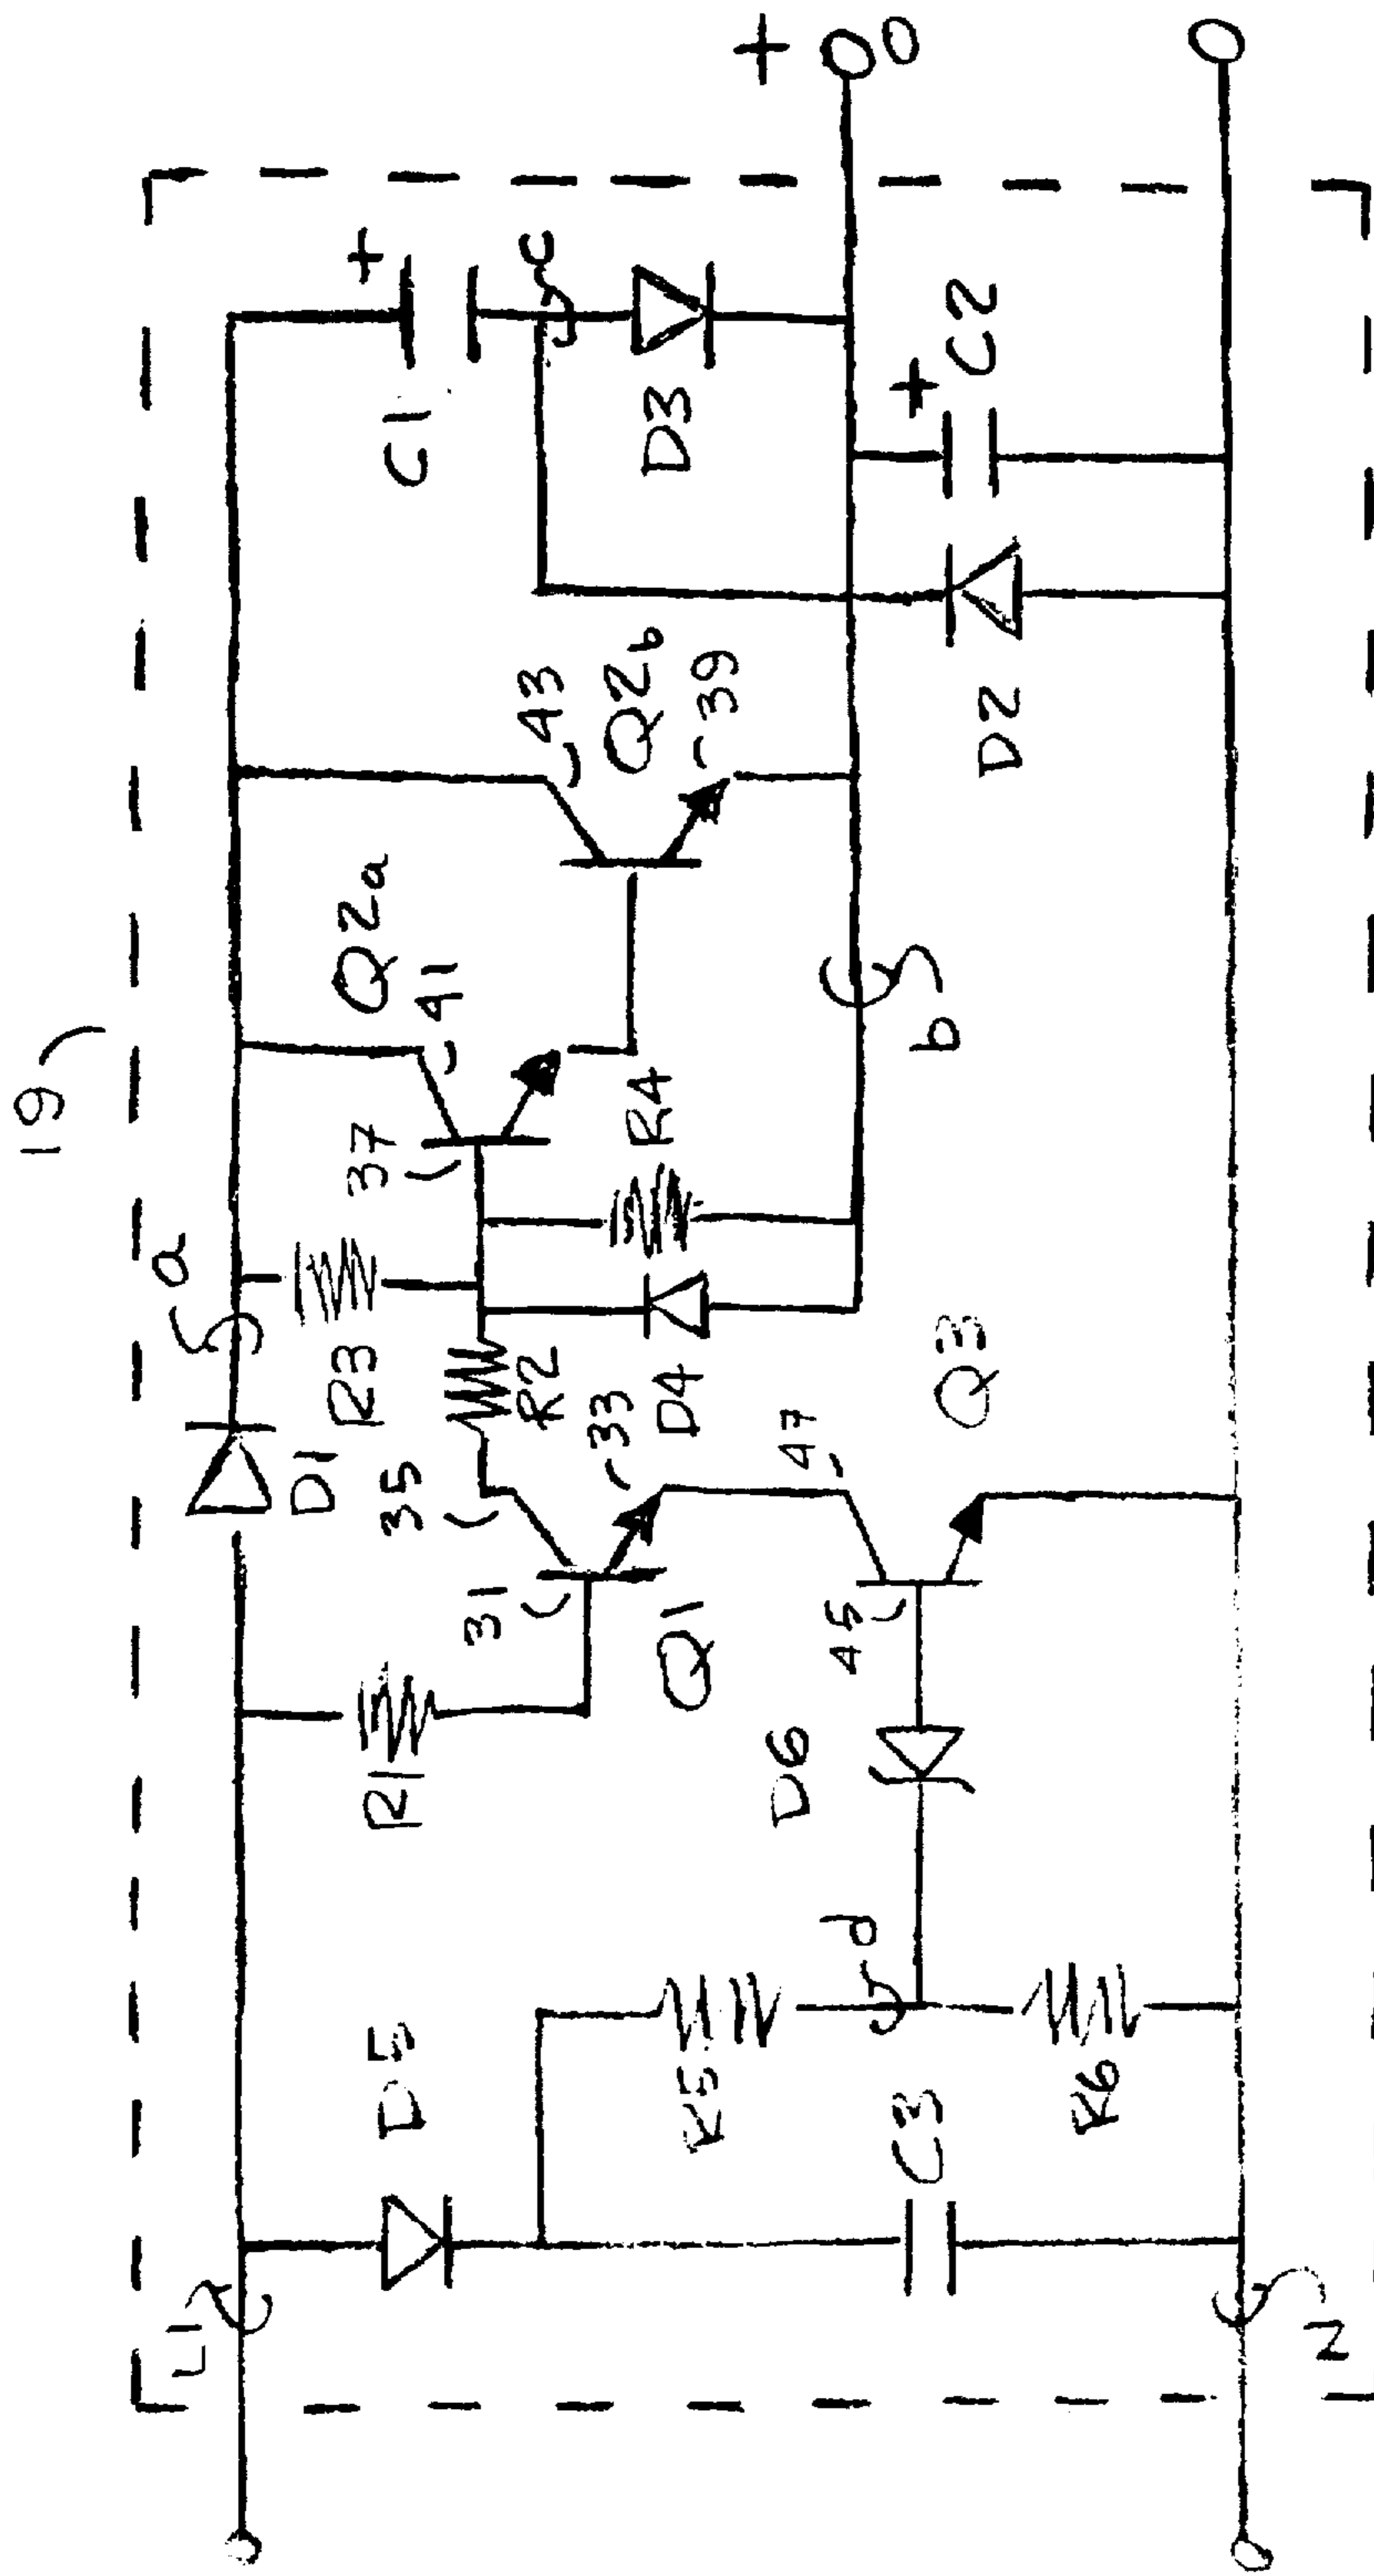 19
L1
D5
R5
C3
R6
N
d
D6
R1
31
Q1
35
33
45
47
Q3
D1
a
R3
R2
D4
37
R4
41
Q2a
b
43
Q2b
39
D2
C1
+
c
D3
+
C2
+
O